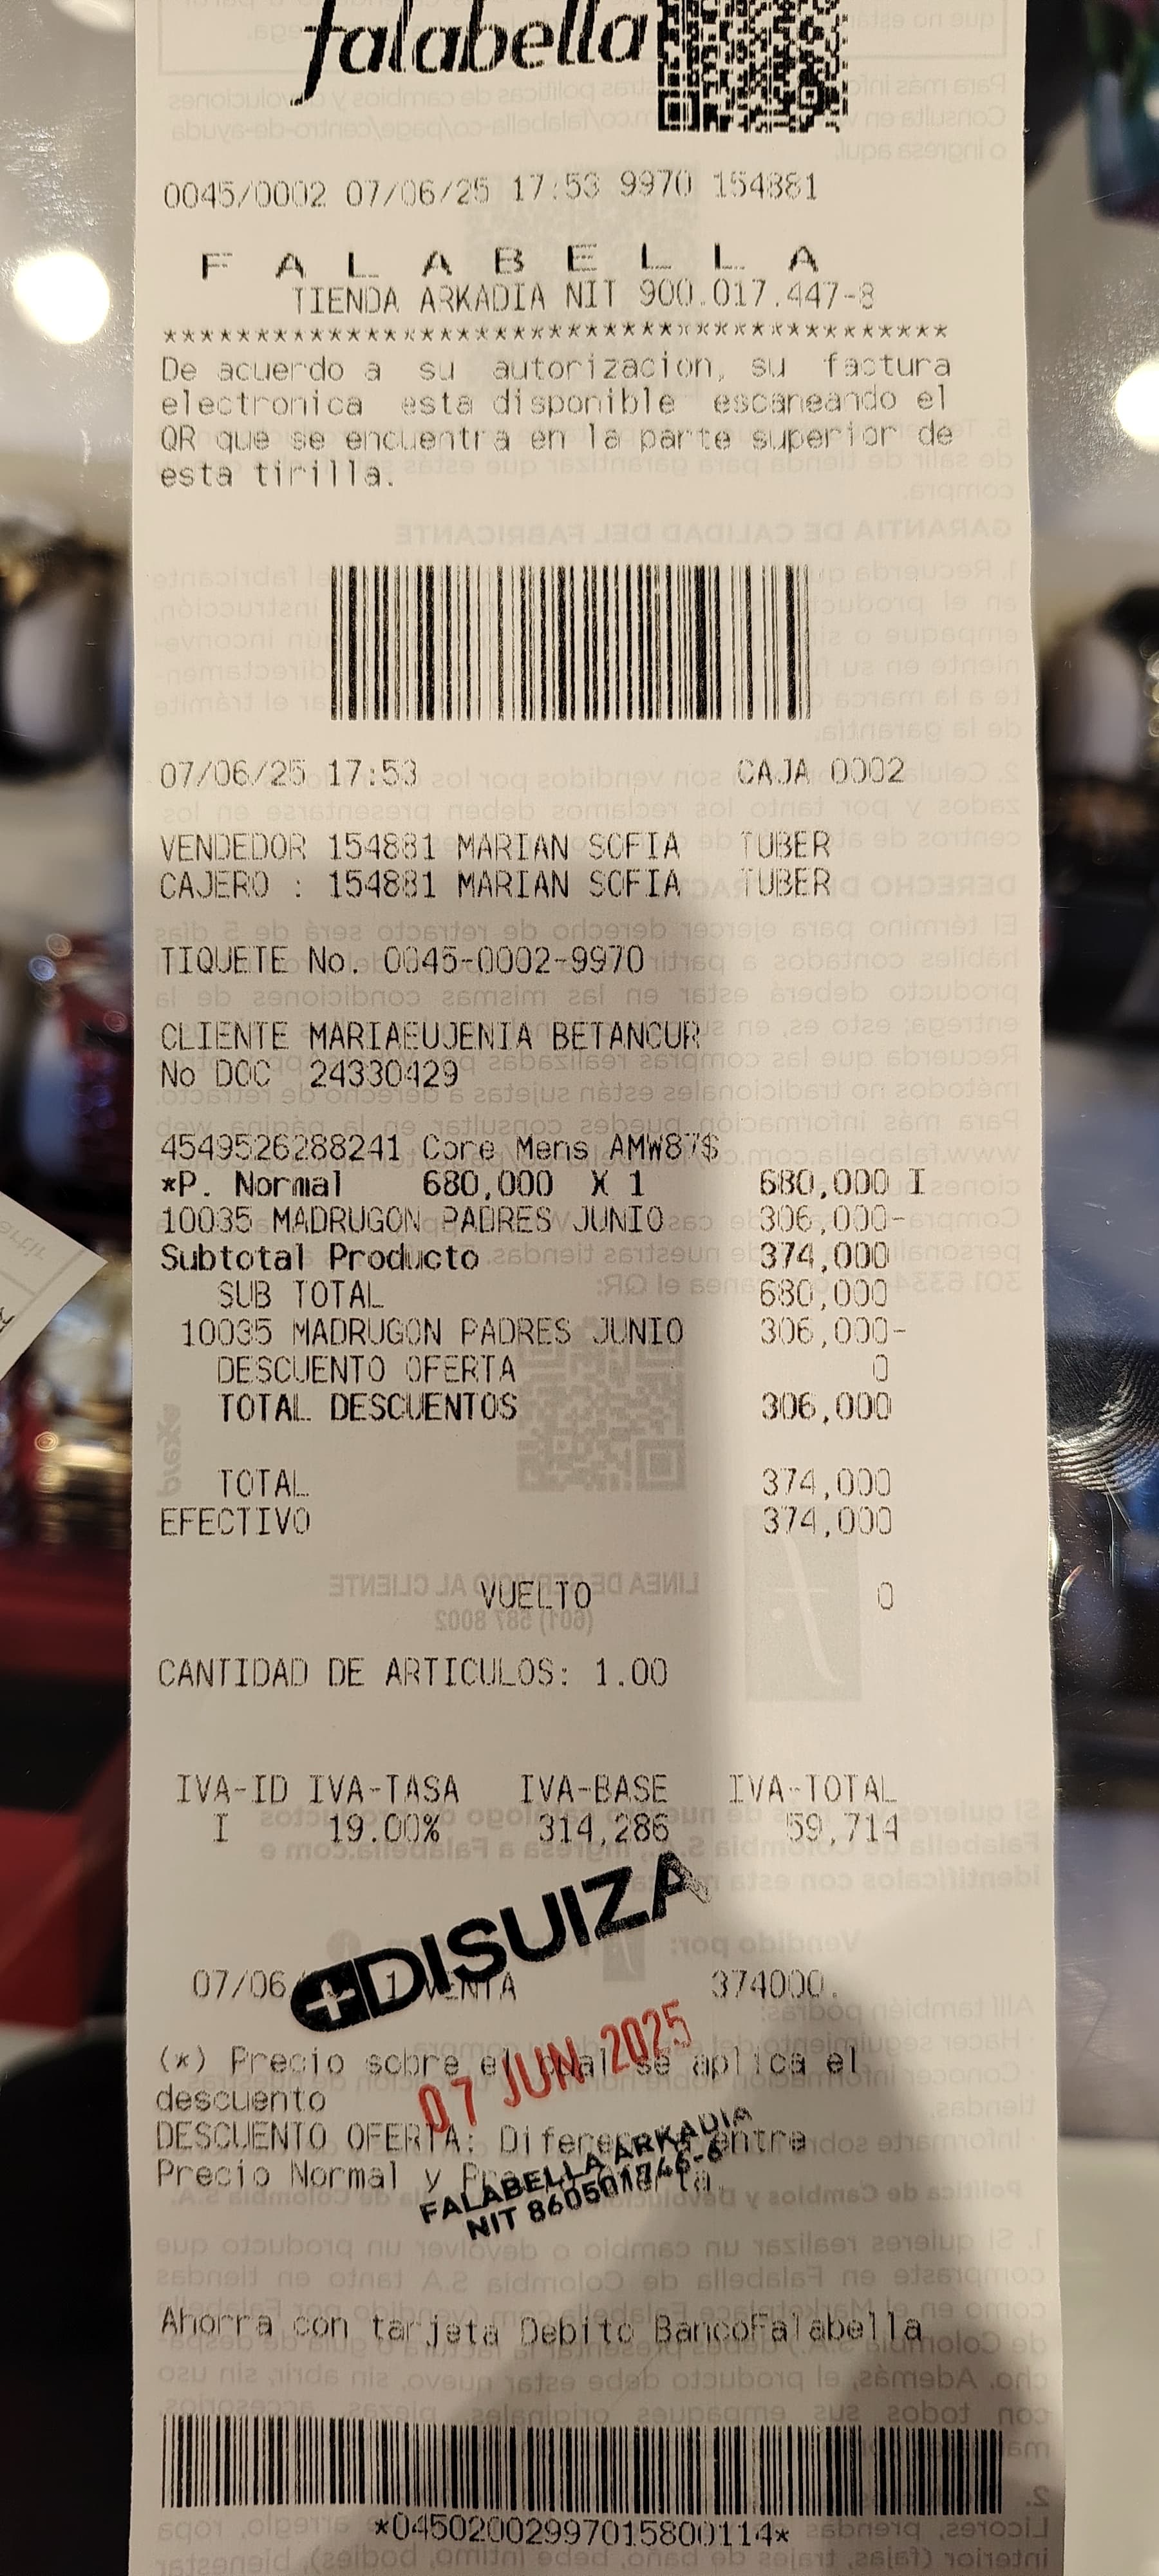 falabella
0045/0002 07/06/25 17:53 9970 154881
F A L A B E L L A
TIENDA ARKADIA NIT 900.017.447-8
*******************************************
De acuerdo a su autorizacion, su factura
electronica esta disponible escaneando el
QR que se encuentra en la parte superior de
esta tirilla.
07/06/25 17:53 CAJA 0002
VENDEDOR 154881 MARIAN SOFIA TUBER
CAJERO : 154881 MARIAN SOFIA TUBER
TIQUETE No. 0045-0002-9970
CLIENTE MARIAEUJENIA BETANCUR
No DOC 24330429
4549526288241 Core Mens AMW87$
*P. Normal 680,000 X 1 680,000 I
10035 MADRUGON PADRES JUNIO 306,000-
Subtotal Producto 374,000
SUB TOTAL 680,000
10035 MADRUGON PADRES JUNIO 306,000-
DESCUENTO OFERTA 0
TOTAL DESCUENTOS 306,000
TOTAL 374,000
EFECTIVO 374,000
VUELTO 0
CANTIDAD DE ARTICULOS: 1.00
IVA-ID IVA-TASA IVA-BASE IVA-TOTAL
I 19.00% 314,286 59,714
DISUIZA
07/06 1 VENTA 374000.
07 JUN 2025
(*) Precio sobre el cual se aplica el
descuento
DESCUENTO OFERTA: Diferencia entre
Precio Normal y
FALABELLA ARKADIA
NIT 860501746-6
Ahorra con tarjeta Debito BancoFalabella
*04502002997015800114*